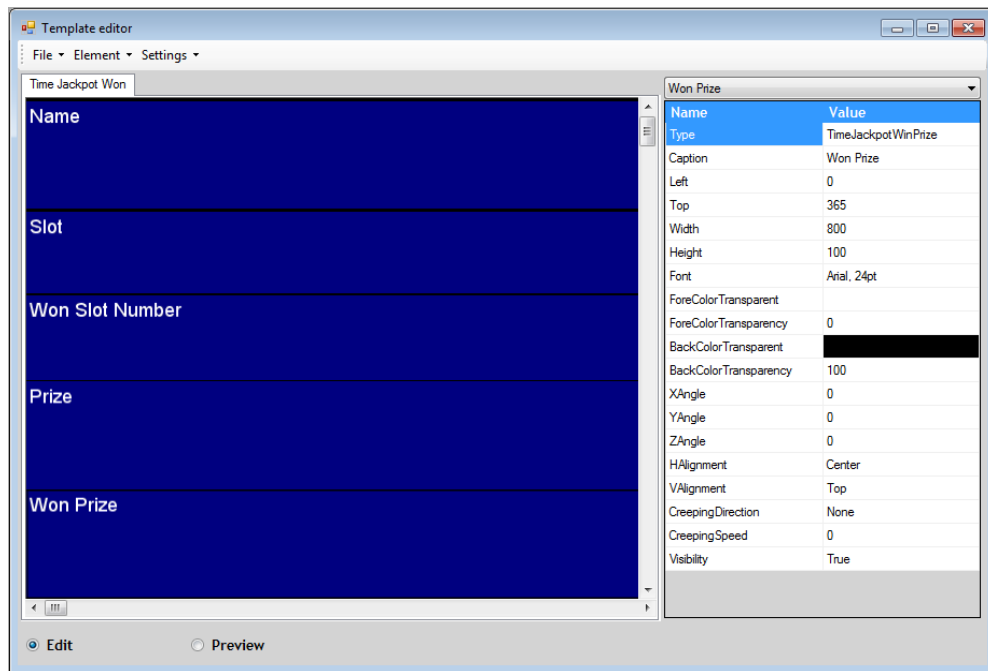 Template editor
File Element Settings
Time Jackpot Won
Name
Slot
Won Slot Number
Prize
Won Prize
Won Prize
Name Value
Type TimeJackpotWinPrize
Caption Won Prize
Left 0
Top 365
Width 800
Height 100
Font Arial, 24pt
ForeColorTransparent
ForeColorTransparency 0
BackColorTransparent
BackColorTransparency 100
XAngle 0
YAngle 0
ZAngle 0
HAlignment Center
VAlignment Top
CreepingDirection None
CreepingSpeed 0
Visibility True
Edit Preview